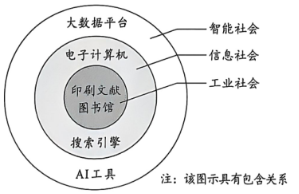 大数据平台
智能社会
电子计算机
信息社会
印刷文献
图书馆
工业社会
搜索引擎
AI工具
注：该图示具有包含关系